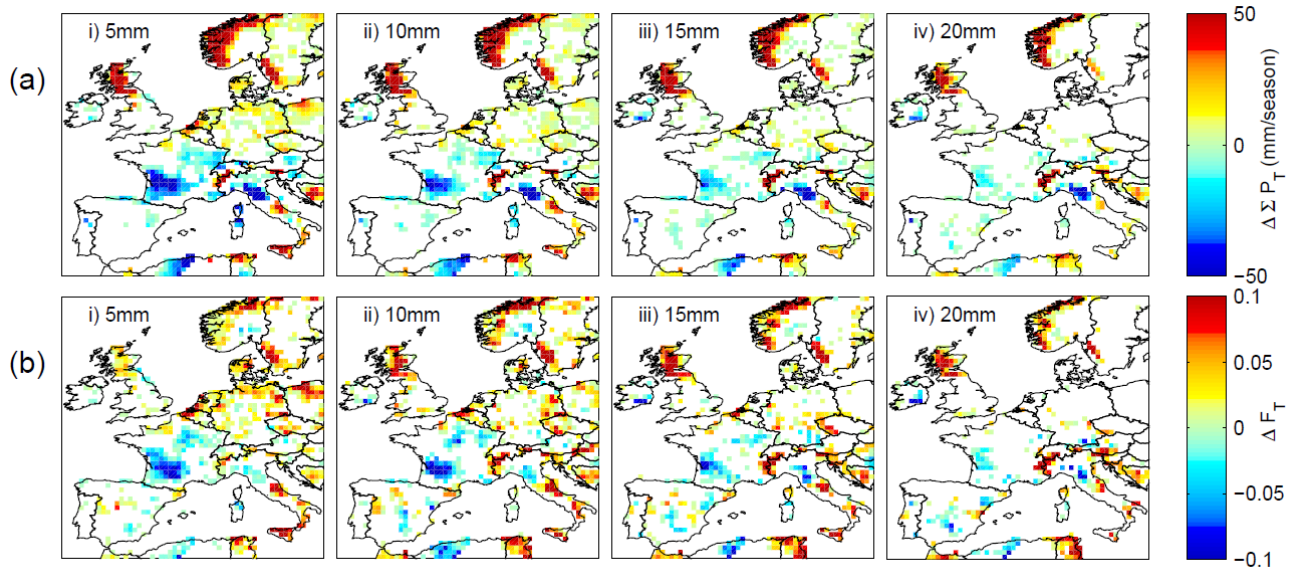 (a)
i) 5mm
ii) 10mm
iii) 15mm
iv) 20mm
50
0
−50
Δ Σ P_T (mm/season)
(b)
i) 5mm
ii) 10mm
iii) 15mm
iv) 20mm
0.1
0.05
0
−0.05
−0.1
Δ F_T